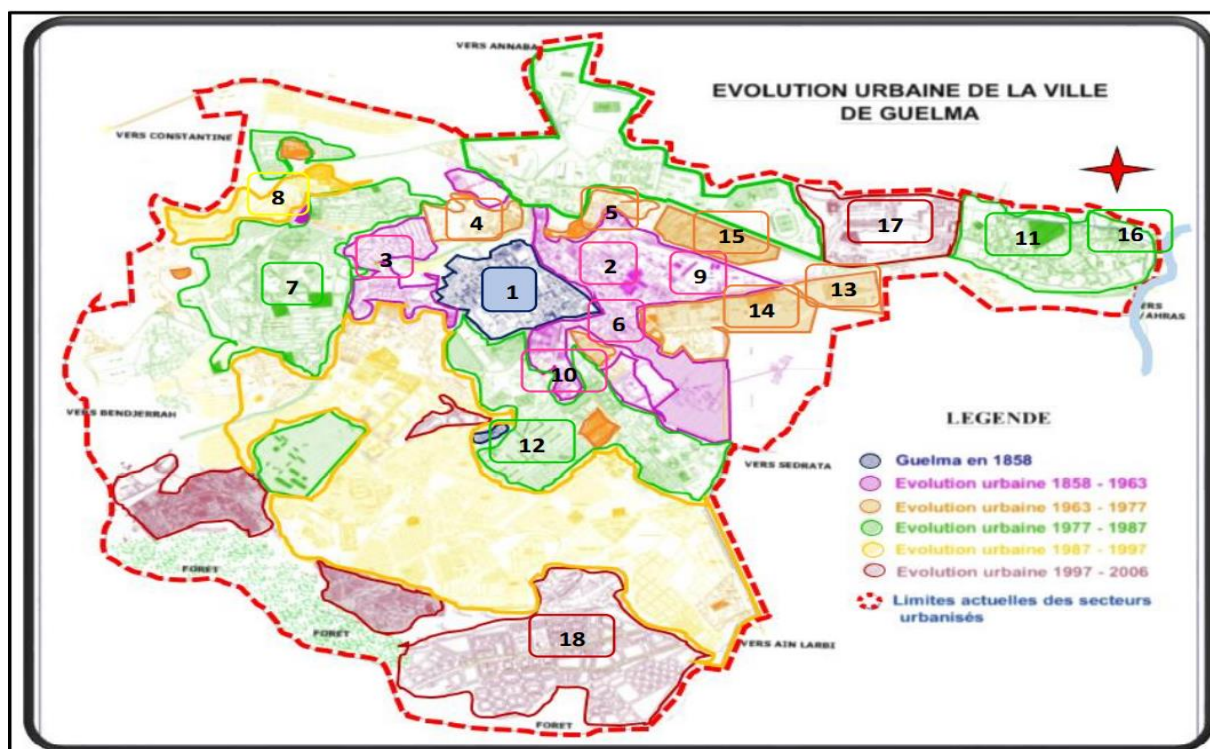 VERS ANNABA
EVOLUTION URBAINE DE LA VILLE
DE GUELMA
VERS CONSTANTINE
8
4
5
15
17
11
16
3
2
9
7
1
13
14
6
VERS
10
VERS BENDJERRAH
12
VERS SEDRATA
LEGENDE
Guelma en 1858
Evolution urbaine 1858 - 1963
Evolution urbaine 1963 - 1977
Evolution urbaine 1977 - 1987
Evolution urbaine 1987 - 1997
Evolution urbaine 1997 - 2006
Limites actuelles des secteurs
urbanisés
FORET
FORET
18
VERS AIN LARBI
FORET